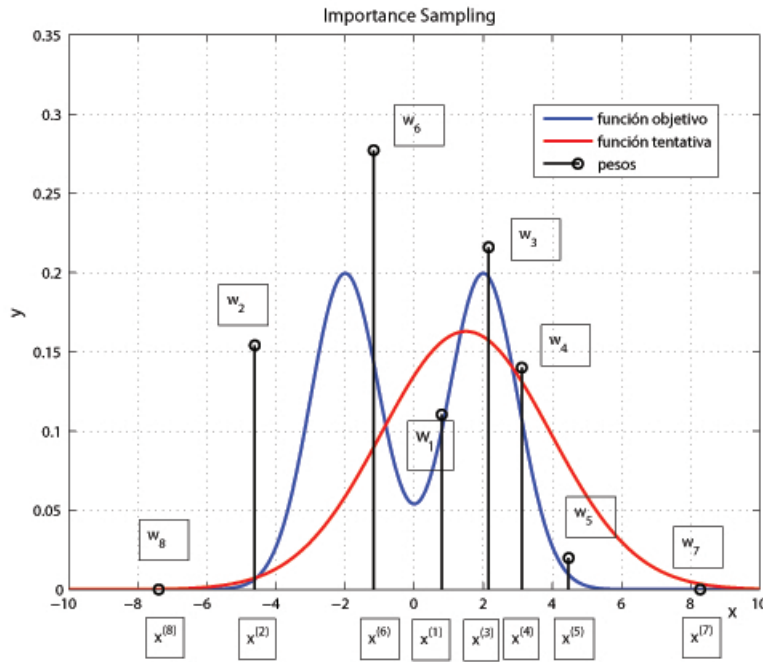 Importance Sampling
0.35
0.3
0.25
0.2
0.15
0.1
0.05
0
y
función objetivo
función tentativa
pesos
w6
w3
w2
w4
w1
w5
w8
w7
−10 −8 −6 −4 −2 0 2 4 6 8 10
x
x(8) x(2) x(6) x(1) x(3) x(4) x(5) x(7)